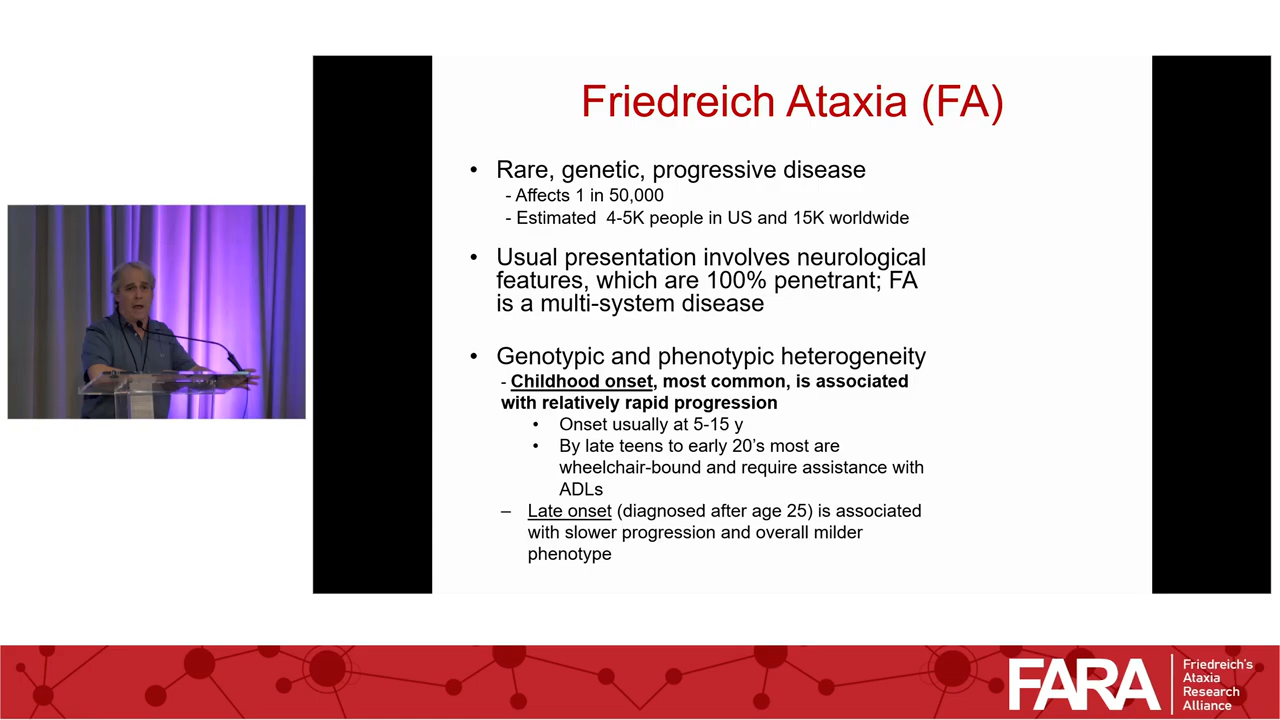 Friedreich Ataxia (FA)
• Rare, genetic, progressive disease
- Affects 1 in 50,000
- Estimated  4-5K people in US and 15K worldwide
• Usual presentation involves neurological
features, which are 100% penetrant; FA
is a multi-system disease
• Genotypic and phenotypic heterogeneity
- Childhood onset, most common, is associated
with relatively rapid progression
• Onset usually at 5-15 y
• By late teens to early 20's most are
wheelchair-bound and require assistance with
ADLs
– Late onset (diagnosed after age 25) is associated
with slower progression and overall milder
phenotype
FARA
Friedreich's
Ataxia
Research
Alliance